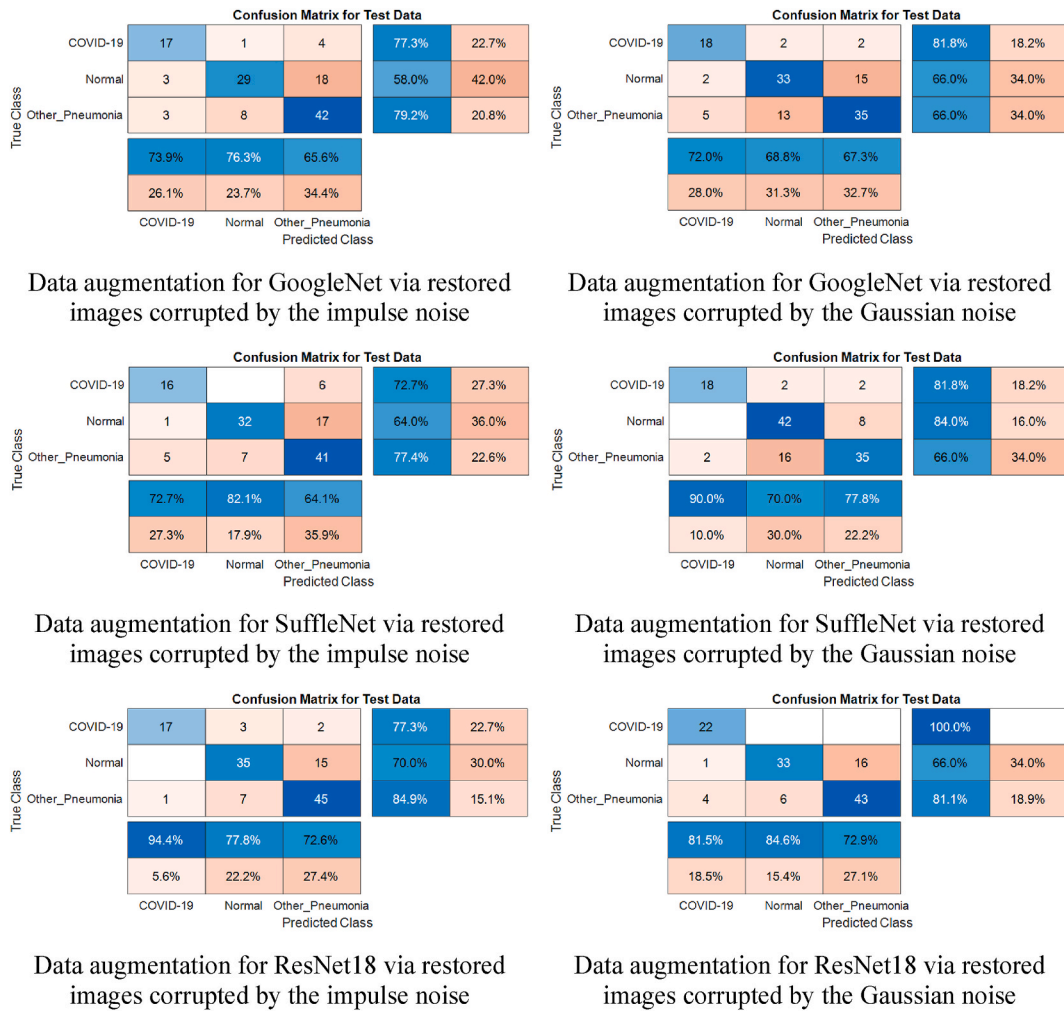 Confusion Matrix for Test Data
COVID-19 17 1 4 77.3% 22.7%
Normal 3 29 18 58.0% 42.0%
Other_Pneumonia 3 8 42 79.2% 20.8%
True Class
73.9% 76.3% 65.6%
26.1% 23.7% 34.4%
COVID-19 Normal Other_Pneumonia
Predicted Class
Data augmentation for GoogleNet via restored
images corrupted by the impulse noise
Confusion Matrix for Test Data
COVID-19 18 2 2 81.8% 18.2%
Normal 2 33 15 66.0% 34.0%
Other_Pneumonia 5 13 35 66.0% 34.0%
True Class
72.0% 68.8% 67.3%
28.0% 31.3% 32.7%
COVID-19 Normal Other_Pneumonia
Predicted Class
Data augmentation for GoogleNet via restored
images corrupted by the Gaussian noise
Confusion Matrix for Test Data
COVID-19 16 6 72.7% 27.3%
Normal 1 32 17 64.0% 36.0%
Other_Pneumonia 5 7 41 77.4% 22.6%
True Class
72.7% 82.1% 64.1%
27.3% 17.9% 35.9%
COVID-19 Normal Other_Pneumonia
Predicted Class
Data augmentation for SuffleNet via restored
images corrupted by the impulse noise
Confusion Matrix for Test Data
COVID-19 18 2 2 81.8% 18.2%
Normal 42 8 84.0% 16.0%
Other_Pneumonia 2 16 35 66.0% 34.0%
True Class
90.0% 70.0% 77.8%
10.0% 30.0% 22.2%
COVID-19 Normal Other_Pneumonia
Predicted Class
Data augmentation for SuffleNet via restored
images corrupted by the Gaussian noise
Confusion Matrix for Test Data
COVID-19 17 3 2 77.3% 22.7%
Normal 35 15 70.0% 30.0%
Other_Pneumonia 1 7 45 84.9% 15.1%
True Class
94.4% 77.8% 72.6%
5.6% 22.2% 27.4%
COVID-19 Normal Other_Pneumonia
Predicted Class
Data augmentation for ResNet18 via restored
images corrupted by the impulse noise
Confusion Matrix for Test Data
COVID-19 22 100.0%
Normal 1 33 16 66.0% 34.0%
Other_Pneumonia 4 6 43 81.1% 18.9%
True Class
81.5% 84.6% 72.9%
18.5% 15.4% 27.1%
COVID-19 Normal Other_Pneumonia
Predicted Class
Data augmentation for ResNet18 via restored
images corrupted by the Gaussian noise